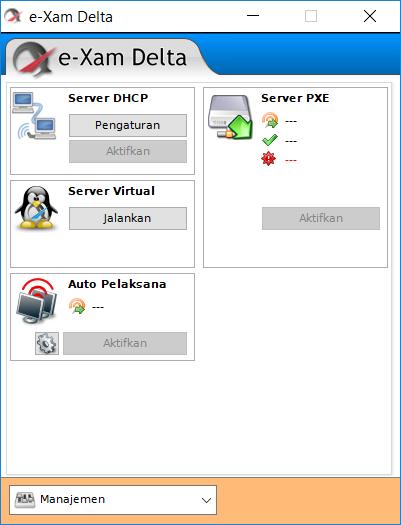 e-Xam Delta
e-Xam Delta
Server DHCP
Pengaturan
Aktifkan
Server PXE
---
---
---
Aktifkan
Server Virtual
Jalankan
Auto Pelaksana
---
Aktifkan
Manajemen